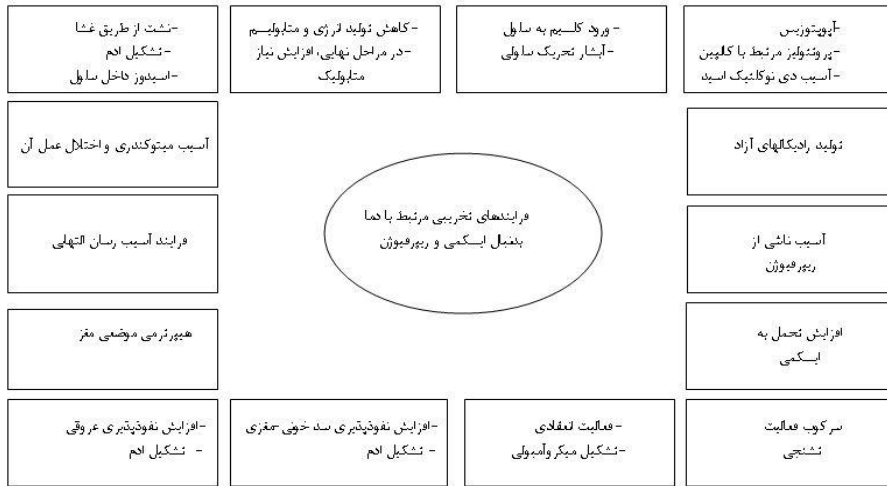 -آپوپتوزیس
-پروتئولیز مرتبط با کالپین
-آسیب دی نوکلئیک اسید
- ورود کلسیم به سلول
- آبشار تحریک سلولی
- کاهش تولید انرژی و متابولیسم
-در مراحل نهایی، افزایش نیاز
متابولیک
-نشت از طریق غشا
-تشکیل ادم
-اسیدوز داخل سلول
تولید رادیکالهای آزاد
آسیب میتوکندری و اختلال عمل آن
فرایندهای تخریبی مرتبط با دما
بدنبال ایسکمی و ریپرفیوژن
آسیب ناشی از
ریپرفیوژن
فرایند آسیب رسان التهابی
افزایش تحمل به
ایسکمی
هیپرترمی موضعی مغز
سرکوب فعالیت
تشنجی
- فعالیت انعقادی
-تشکیل میکروآمبولی
-افزایش نفوذپذیری سد خونی-مغزی
- تشکیل ادم
-افزایش نفوذپذیری عروقی
- تشکیل ادم